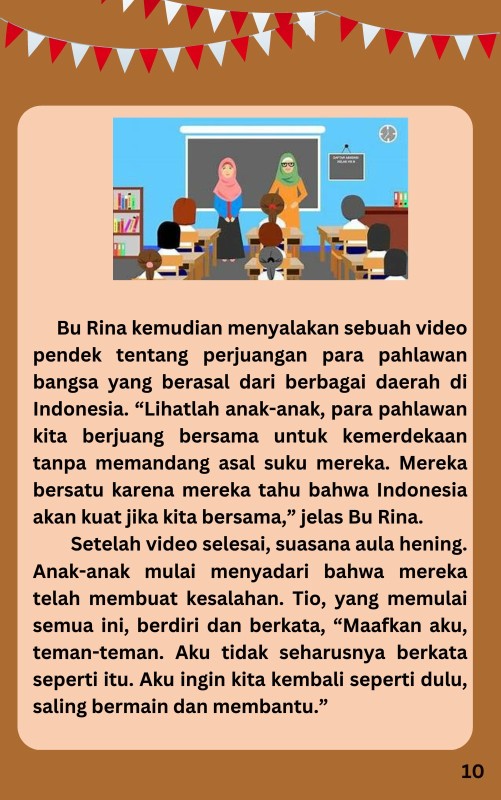 Bu Rina kemudian menyalakan sebuah video
pendek tentang perjuangan para pahlawan
bangsa yang berasal dari berbagai daerah di
Indonesia. “Lihatlah anak-anak, para pahlawan
kita berjuang bersama untuk kemerdekaan
tanpa memandang asal suku mereka. Mereka
bersatu karena mereka tahu bahwa Indonesia
akan kuat jika kita bersama,” jelas Bu Rina.
Setelah video selesai, suasana aula hening.
Anak-anak mulai menyadari bahwa mereka
telah membuat kesalahan. Tio, yang memulai
semua ini, berdiri dan berkata, “Maafkan aku,
teman-teman. Aku tidak seharusnya berkata
seperti itu. Aku ingin kita kembali seperti dulu,
saling bermain dan membantu.”
10